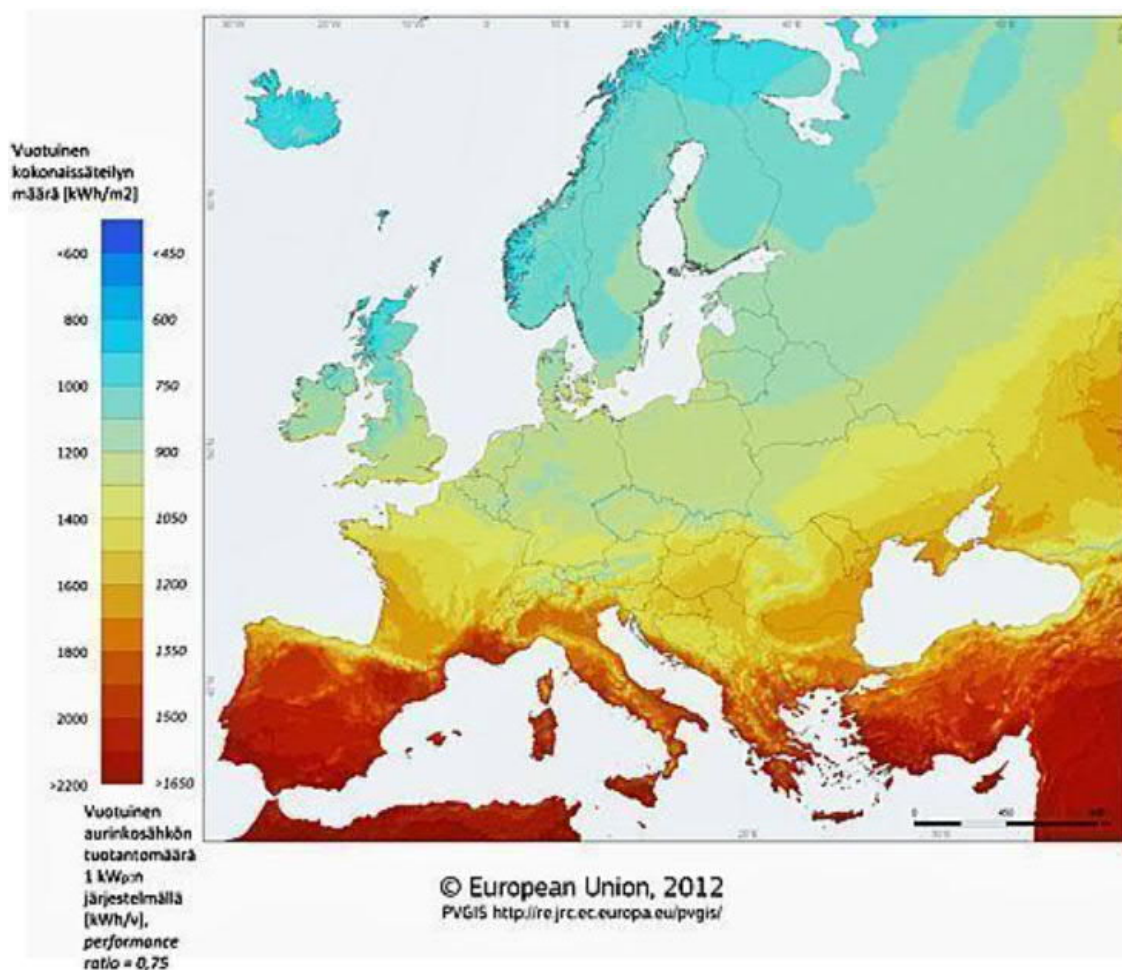 Vuotuinen
kokonaissäteilyn
määrä [kWh/m2]
<600 <450
800 600
1000 750
1200 900
1400 1050
1600 1200
1800 1350
2000 1500
>2200 >1650
Vuotuinen
aurinkosähkön
tuotantomäärä
1 kWp:n
järjestelmällä
[kWh/v],
performance
ratio = 0,75
0 450
© European Union, 2012
PVGIS http://re.jrc.ec.europa.eu/pvgis/